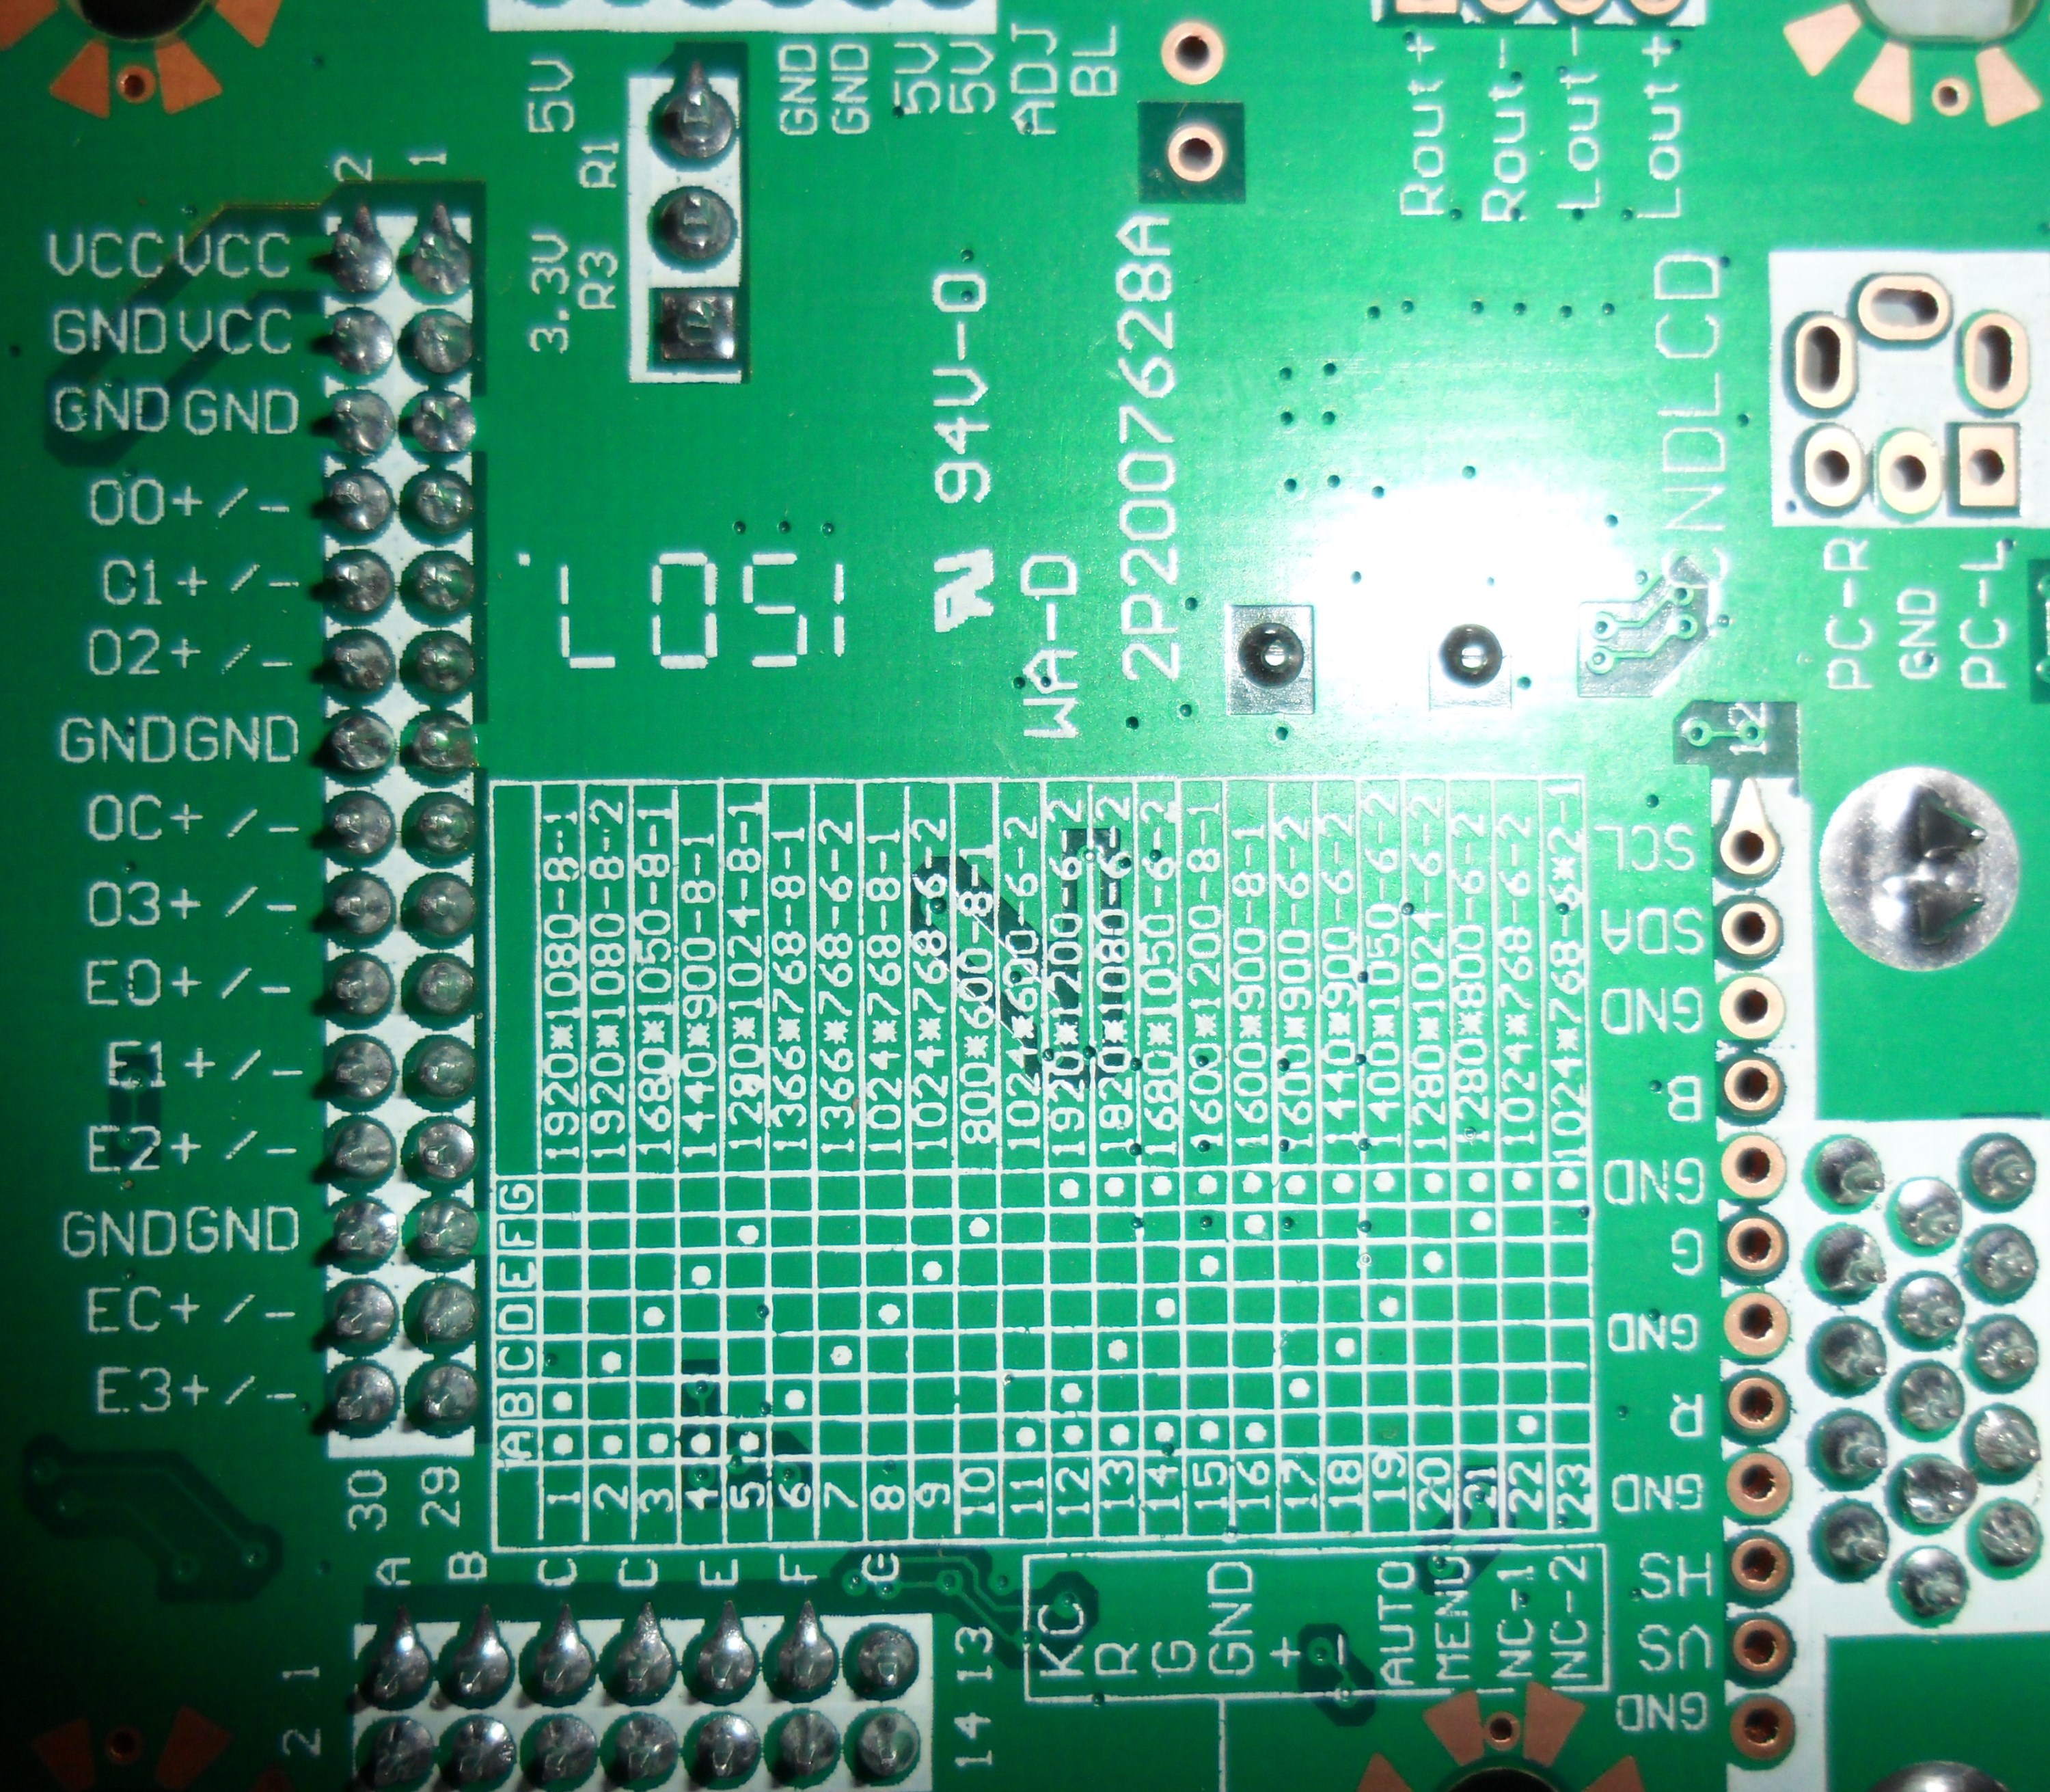 5V
GND
GND
5V
5V
ADJ
BL
Rout+
Rout-
Lout-
Lout+
R1
3.3V
R3
2 1
VCC VCC
GND VCC
GND GND
O0+/-
O1+/-
O2+/-
GND GND
OC+/-
O3+/-
E0+/-
E1+/-
E2+/-
GND GND
EC+/-
E3+/-
30 29
94V-0
1507
WA-D
2P2007628A
CNDLCD
PC-R
GND
PC-L
12
A B C D E F G
1 1920*1080-8-1
2 1920*1080-8-2
3 1680*1050-8-1
4 1440*900-8-1
5 1280*1024-8-1
6 1366*768-8-1
7 1366*768-6-2
8 1024*768-8-1
9 1024*768-6-2
10 800*600-8-1
11 1024*600-6-2
12 1920*1200-6-2
13 1920*1080-6-2
14 1680*1050-6-2
15 1600*1200-8-1
16 1600*900-8-1
17 1600*900-6-2
18 1440*900-6-2
19 1400*1050-6-2
20 1280*1024-6-2
21 1280*800-6-2
22 1024*768-6-2
23 1024*768-6*2-1
SCL
SDA
GND
B
GND
G
GND
R
GND
HS
VS
GND
A B C D E F G
1 13
2 14
KC
R
G
GND
+
-
AUTO
MENU
NC-1
NC-2